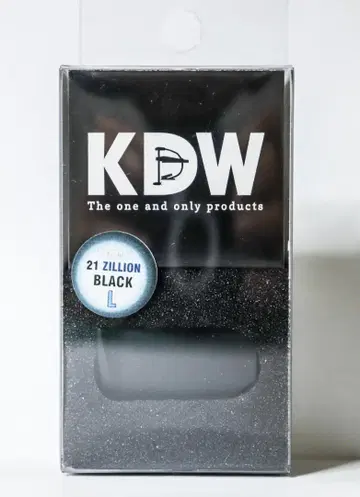 KDW
The one and only products
21 ZILLION
BLACK
L